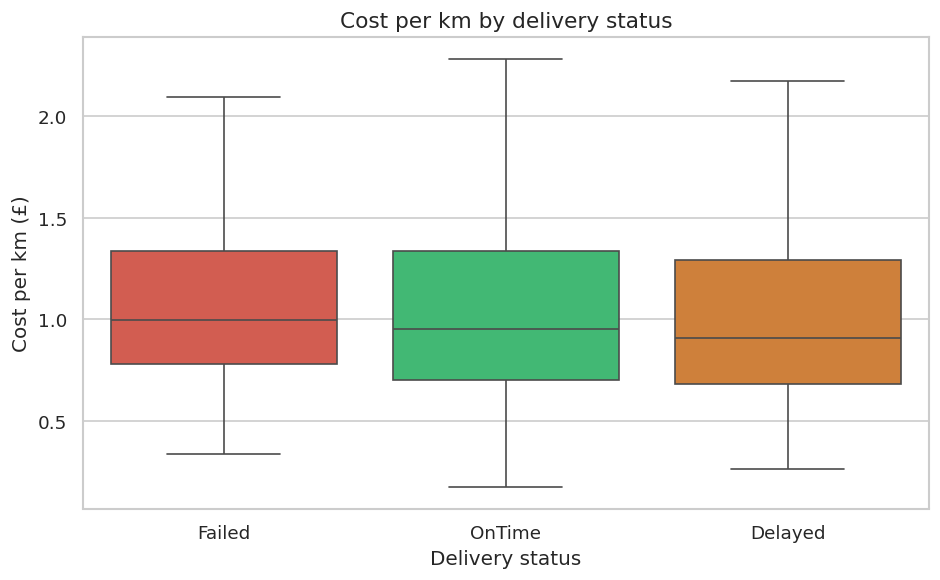 Cost per km by delivery status
Cost per km (£)
2.0
1.5
1.0
0.5
Failed
OnTime
Delayed
Delivery status